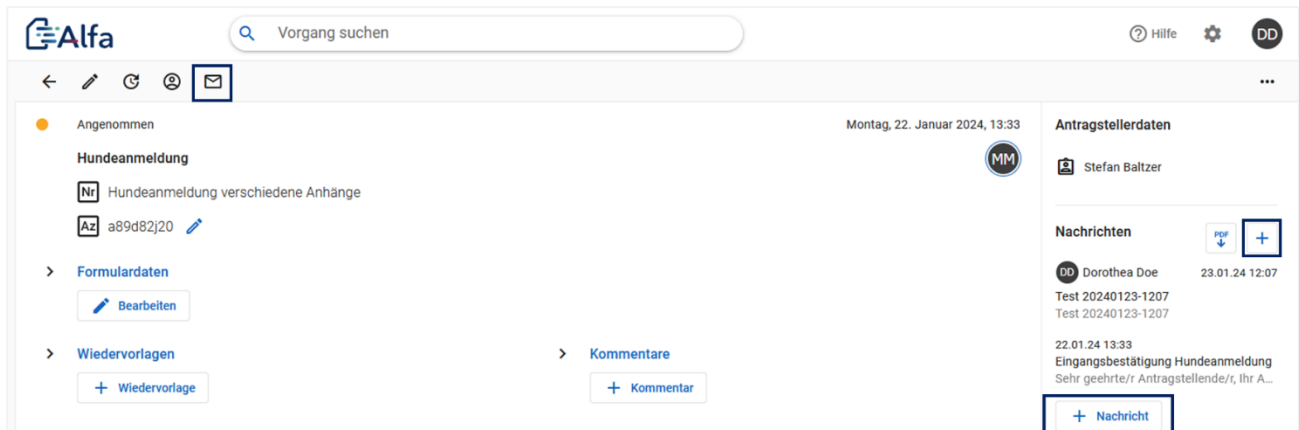 Alfa
Vorgang suchen
Hilfe
DD
Angenommen
Montag, 22. Januar 2024, 13:33
Hundeanmeldung
MM
Nr Hundeanmeldung verschiedene Anhänge
Az a89d82j20
Formulardaten
Bearbeiten
Wiedervorlagen
+ Wiedervorlage
Kommentare
+ Kommentar
Antragstellerdaten
Stefan Baltzer
Nachrichten
PDF
+
DD Dorothea Doe 23.01.24 12:07
Test 20240123-1207
Test 20240123-1207
22.01.24 13:33
Eingangsbestätigung Hundeanmeldung
Sehr geehrte/r Antragstellende/r, Ihr A...
+ Nachricht